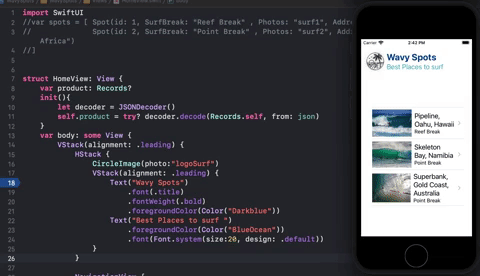 import SwiftUI
//var spots = [ Spot(id: 1, SurfBreak: "Reef Break" , Photos: "surf1", Addr
//             Spot(id: 2, SurfBreak: "Point Break" , Photos: "surf2", Add
Africa")
//]
struct HomeView: View {
var product: Records?
init(){
let decoder = JSONDecoder()
self.product = try? decoder.decode(Records.self, from: json)
}
var body: some View {
VStack(alignment: .leading) {
HStack {
CircleImage(photo:"logoSurf")
VStack(alignment: .leading) {
18
Text("Wavy Spots")
.font(.title)
.fontWeight(.bold)
.foregroundColor(Color("Darkblue"))
Text("Best Places to surf ")
.foregroundColor(Color("BlueOcean"))
.font(Font.system(size:20, design: .default))
}
26
}
Carrier
2:42 PM
Wavy Spots
Best Places to surf
Pipeline,
Oahu, Hawaii
Reef Break
Skeleton
Bay, Namibia
Point Break
Superbank,
Gold Coast,
Australia
Point Break